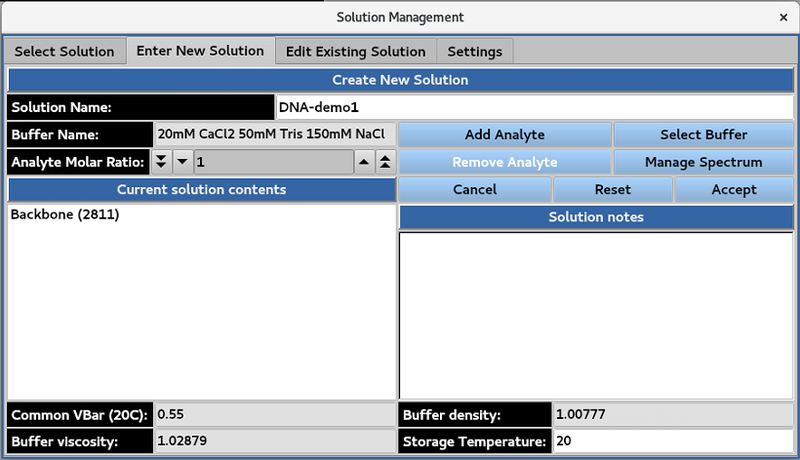 Solution Management
Select Solution Enter New Solution Edit Existing Solution Settings
Create New Solution
Solution Name: DNA-demo1
Buffer Name: 20mM CaCl2 50mM Tris 150mM NaCl Add Analyte Select Buffer
Analyte Molar Ratio: 1 Remove Analyte Manage Spectrum
Current solution contents Cancel Reset Accept
Backbone (2811) Solution notes
Common VBar (20C): 0.55 Buffer density: 1.00777
Buffer viscosity: 1.02879 Storage Temperature: 20